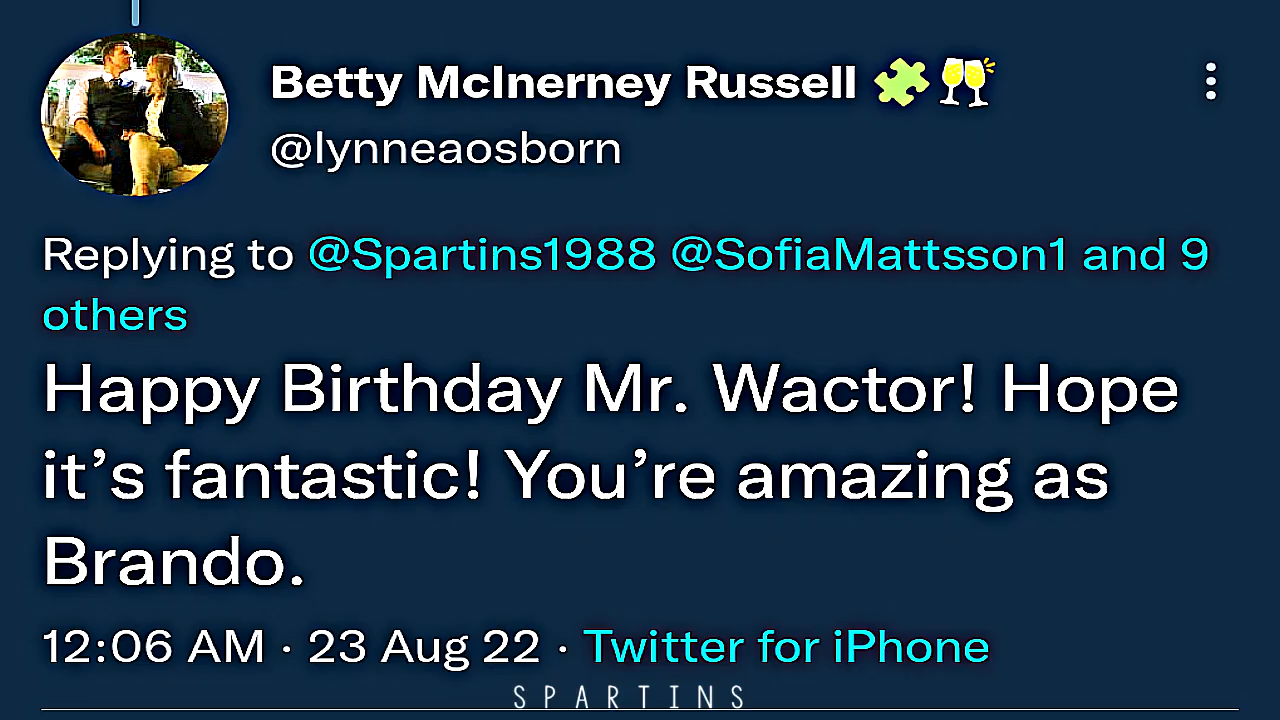 Betty McInerney Russell 🧩🥂
@lynneaosborn
Replying to @Spartins1988 @SofiaMattsson1 and 9
others
Happy Birthday Mr. Wactor! Hope
it’s fantastic! You’re amazing as
Brando.
12:06 AM · 23 Aug 22 · Twitter for iPhone
SPARTINS